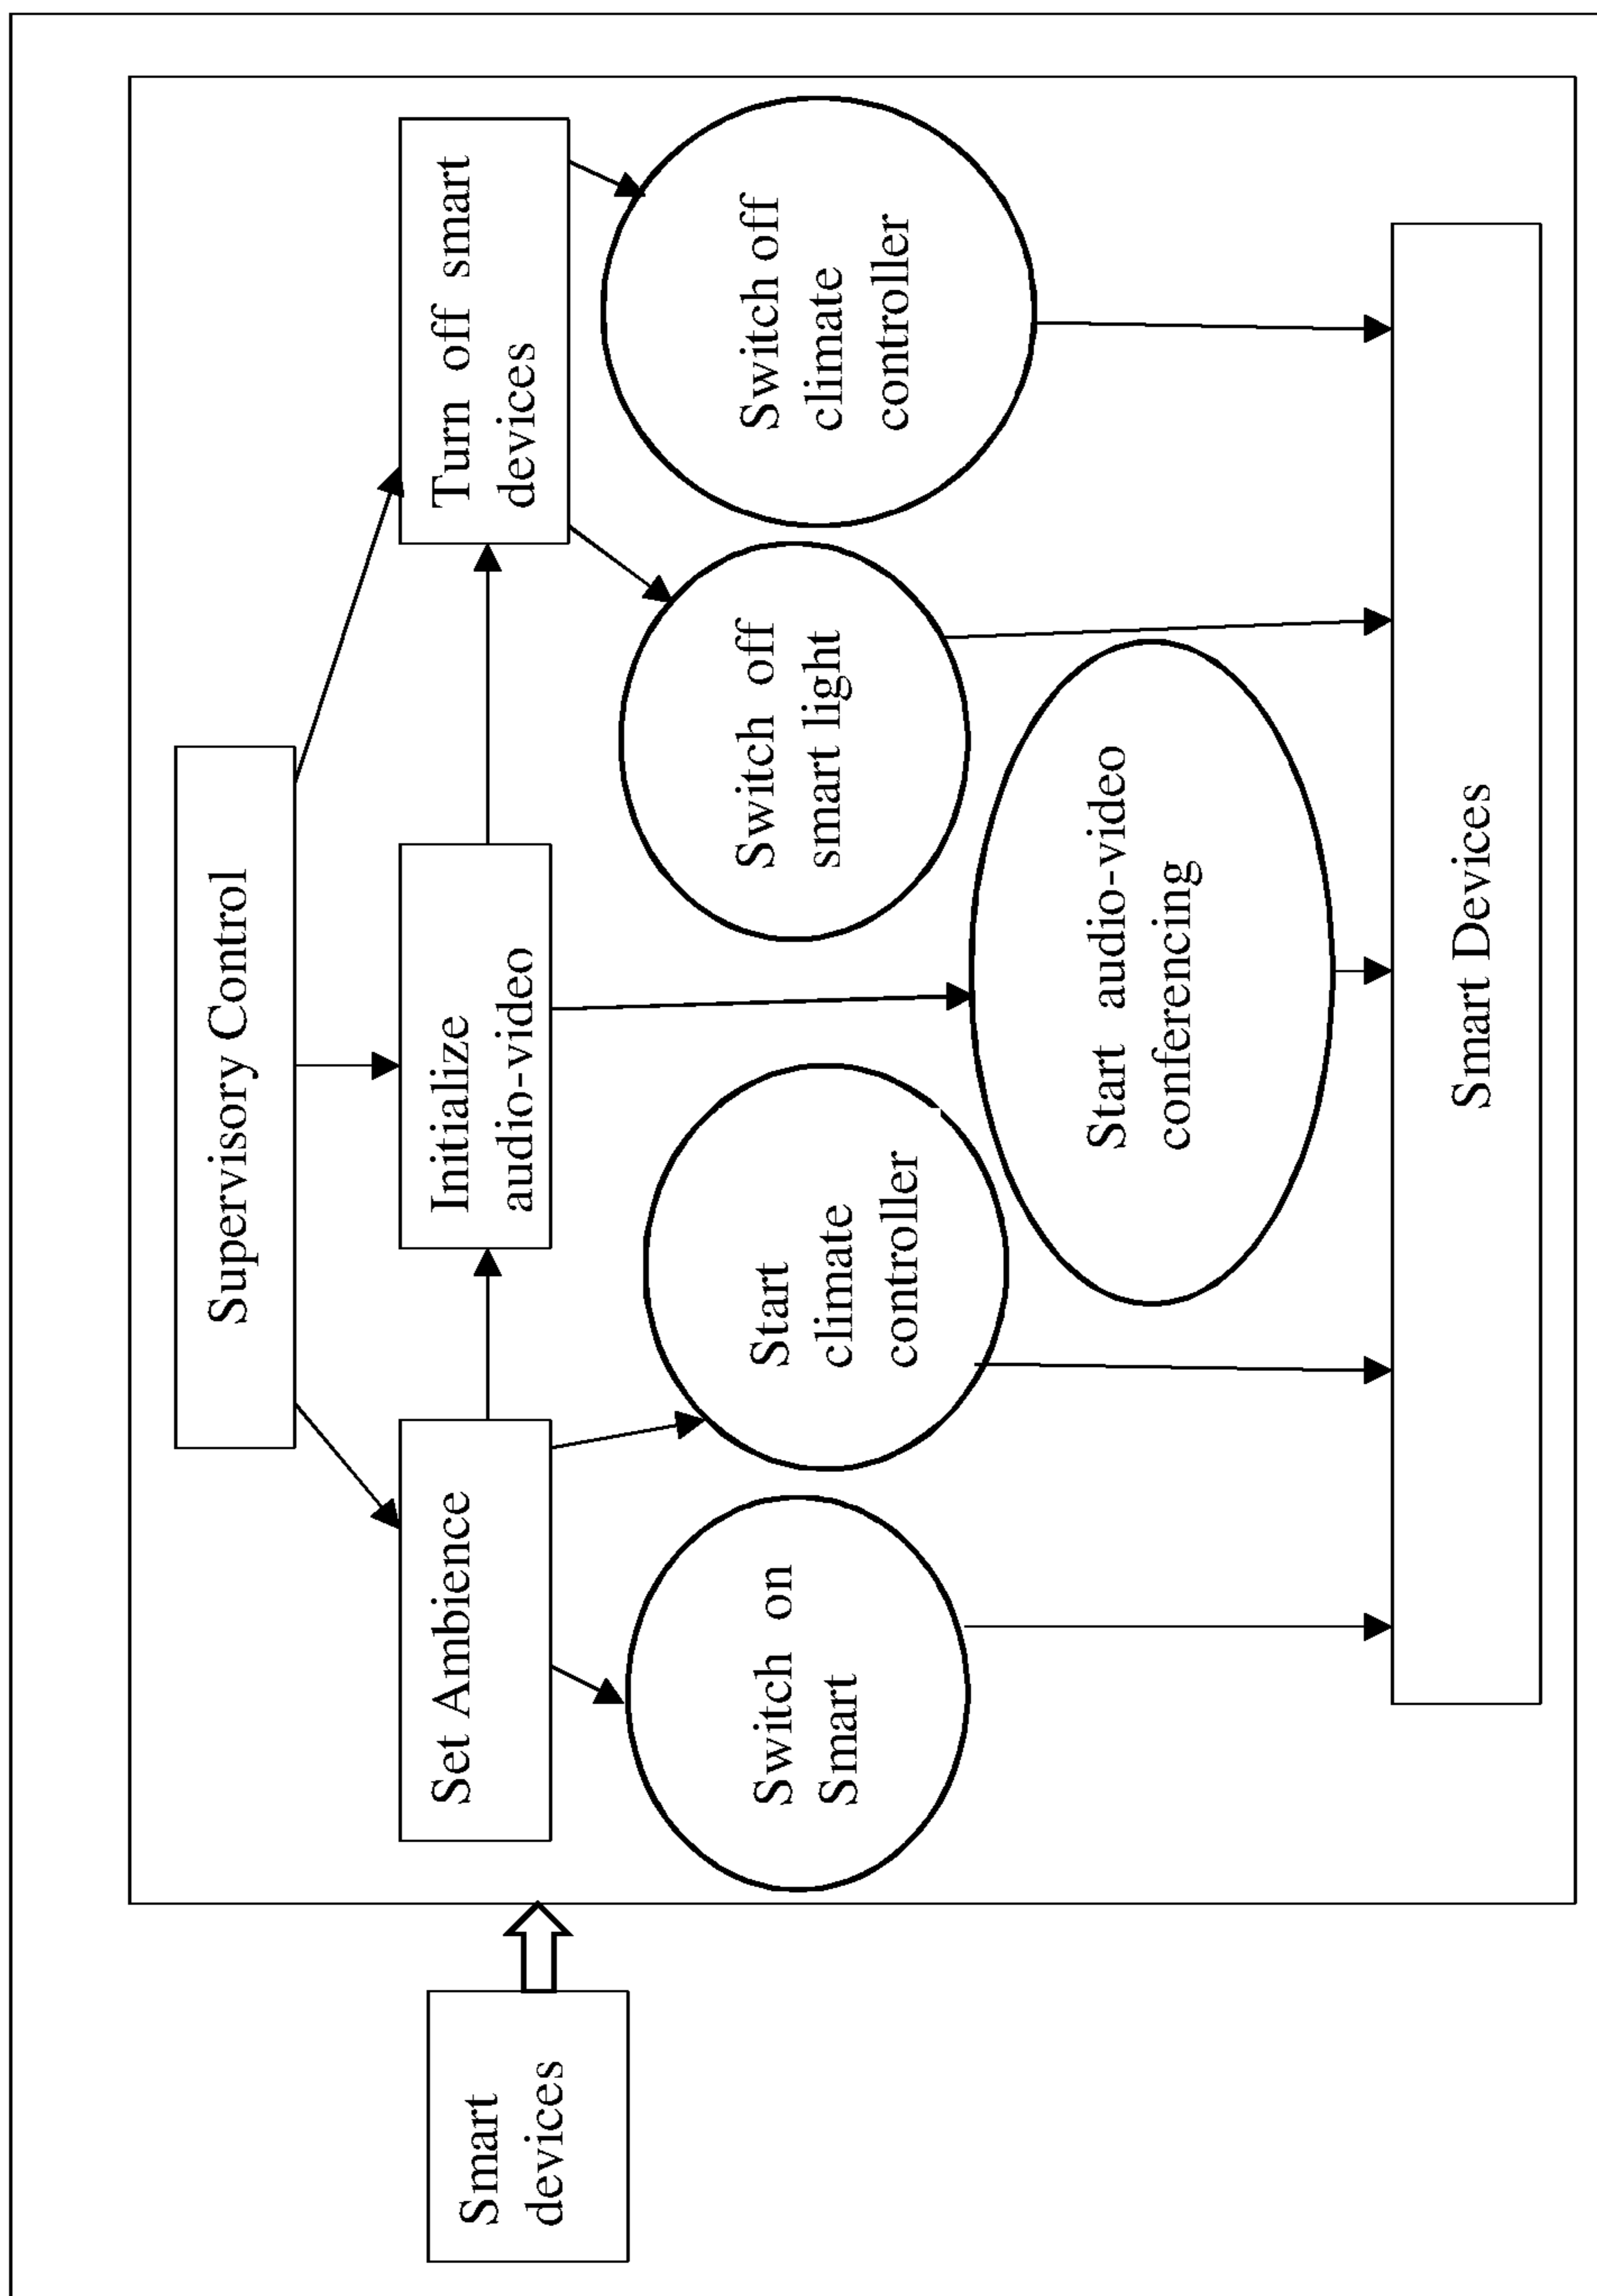 Supervisory Control
Set Ambience
Initialize
audio-video
Turn off smart
devices
Smart
devices
Switch on
Smart
Start
climate
controller
Switch off
smart light
Switch off
climate
controller
Start audio-video
conferencing
Smart Devices